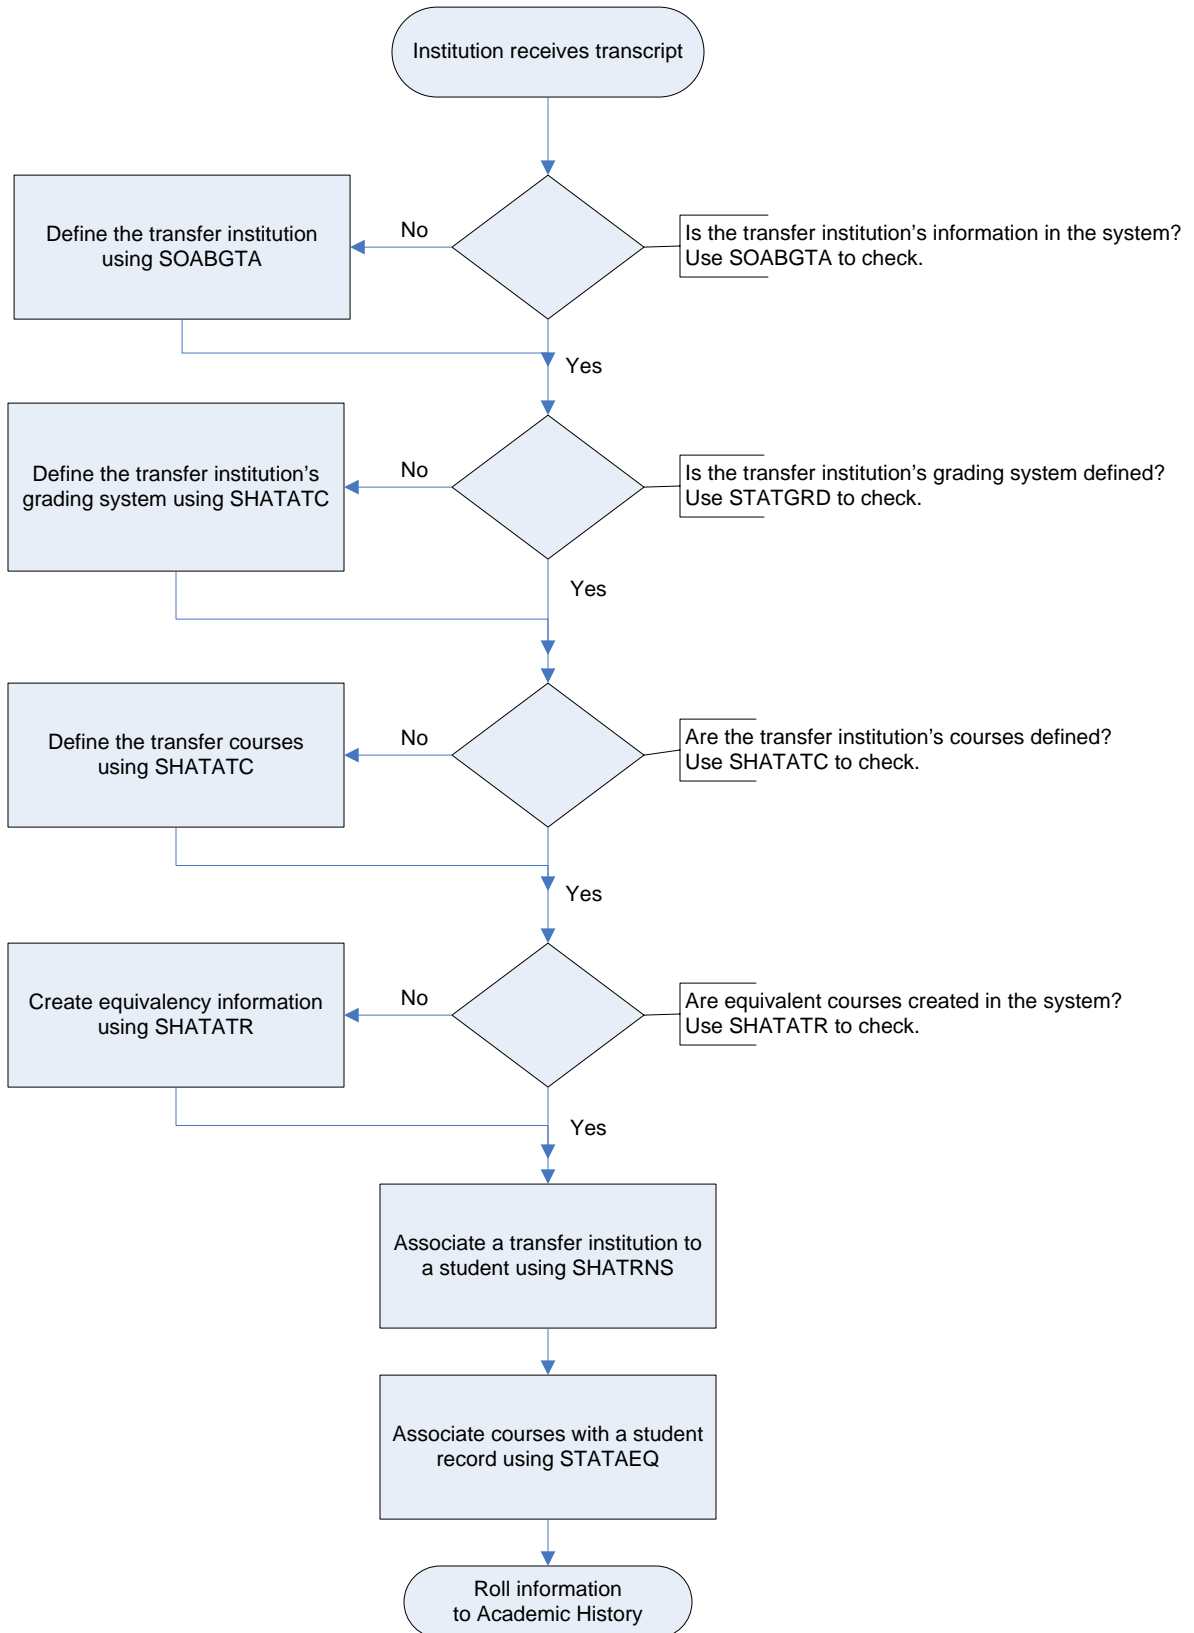 Institution receives transcript
Define the transfer institution
using SOABGTA
No
Is the transfer institution's information in the system?
Use SOABGTA to check.
Yes
Define the transfer institution's
grading system using SHATATC
No
Is the transfer institution's grading system defined?
Use STATGRD to check.
Yes
Define the transfer courses
using SHATATC
No
Are the transfer institution's courses defined?
Use SHATATC to check.
Yes
Create equivalency information
using SHATATR
No
Are equivalent courses created in the system?
Use SHATATR to check.
Yes
Associate a transfer institution to
a student using SHATRNS
Associate courses with a student
record using STATAEQ
Roll information
to Academic History